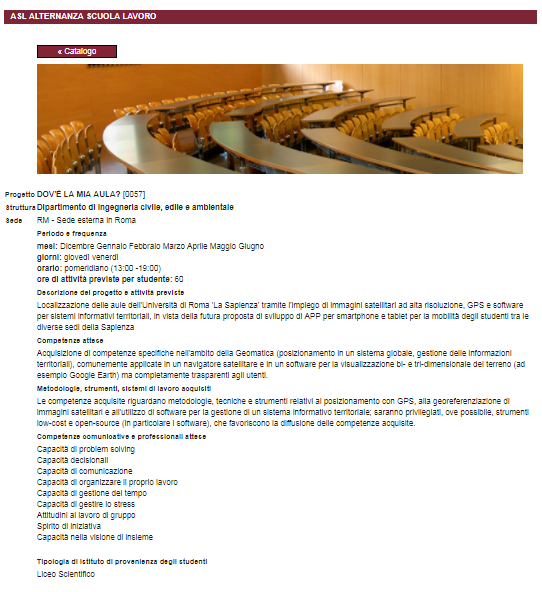 ASL ALTERNANZA SCUOLA LAVORO
« Catalogo
Progetto DOV'È LA MIA AULA? [0057]
Struttura Dipartimento di Ingegneria civile, edile e ambientale
Sede RM - Sede esterna in Roma
Periodo e frequenza
mesi: Dicembre Gennaio Febbraio Marzo Aprile Maggio Giugno
giorni: giovedì venerdì
orario: pomeridiano (13:00 -19:00)
ore di attività previste per studente: 60
Descrizione del progetto e attività previste
Localizzazione delle aule dell'Università di Roma 'La Sapienza' tramite l'impiego di immagini satellitari ad alta risoluzione, GPS e software
per sistemi informativi territoriali, in vista della futura proposta di sviluppo di APP per smartphone e tablet per la mobilità degli studenti tra le
diverse sedi della Sapienza
Competenze attese
Acquisizione di competenze specifiche nell'ambito della Geomatica (posizionamento in un sistema globale, gestione delle informazioni
territoriali), comunemente applicate in un navigatore satellitare e in un software per la visualizzazione bi- e tri-dimensionale del terreno (ad
esempio Google Earth) ma completamente trasparenti agli utenti.
Metodologie, strumenti, sistemi di lavoro acquisiti
Le competenze acquisite riguardano metodologie, tecniche e strumenti relativi al posizionamento con GPS, alla georeferenziazione di
immagini satellitari e all'utilizzo di software per la gestione di un sistema informativo territoriale; saranno privilegiati, ove possibile, strumenti
low-cost e open-source (in particolare i software), che favoriscono la diffusione delle competenze acquisite.
Competenze comunicative e professionali attese
Capacità di problem solving
Capacità decisionali
Capacità di comunicazione
Capacità di organizzare il proprio lavoro
Capacità di gestione del tempo
Capacità di gestire lo stress
Attitudini al lavoro di gruppo
Spirito di iniziativa
Capacità nella visione di insieme
Tipologia di istituto di provenienza degli studenti
Liceo Scientifico